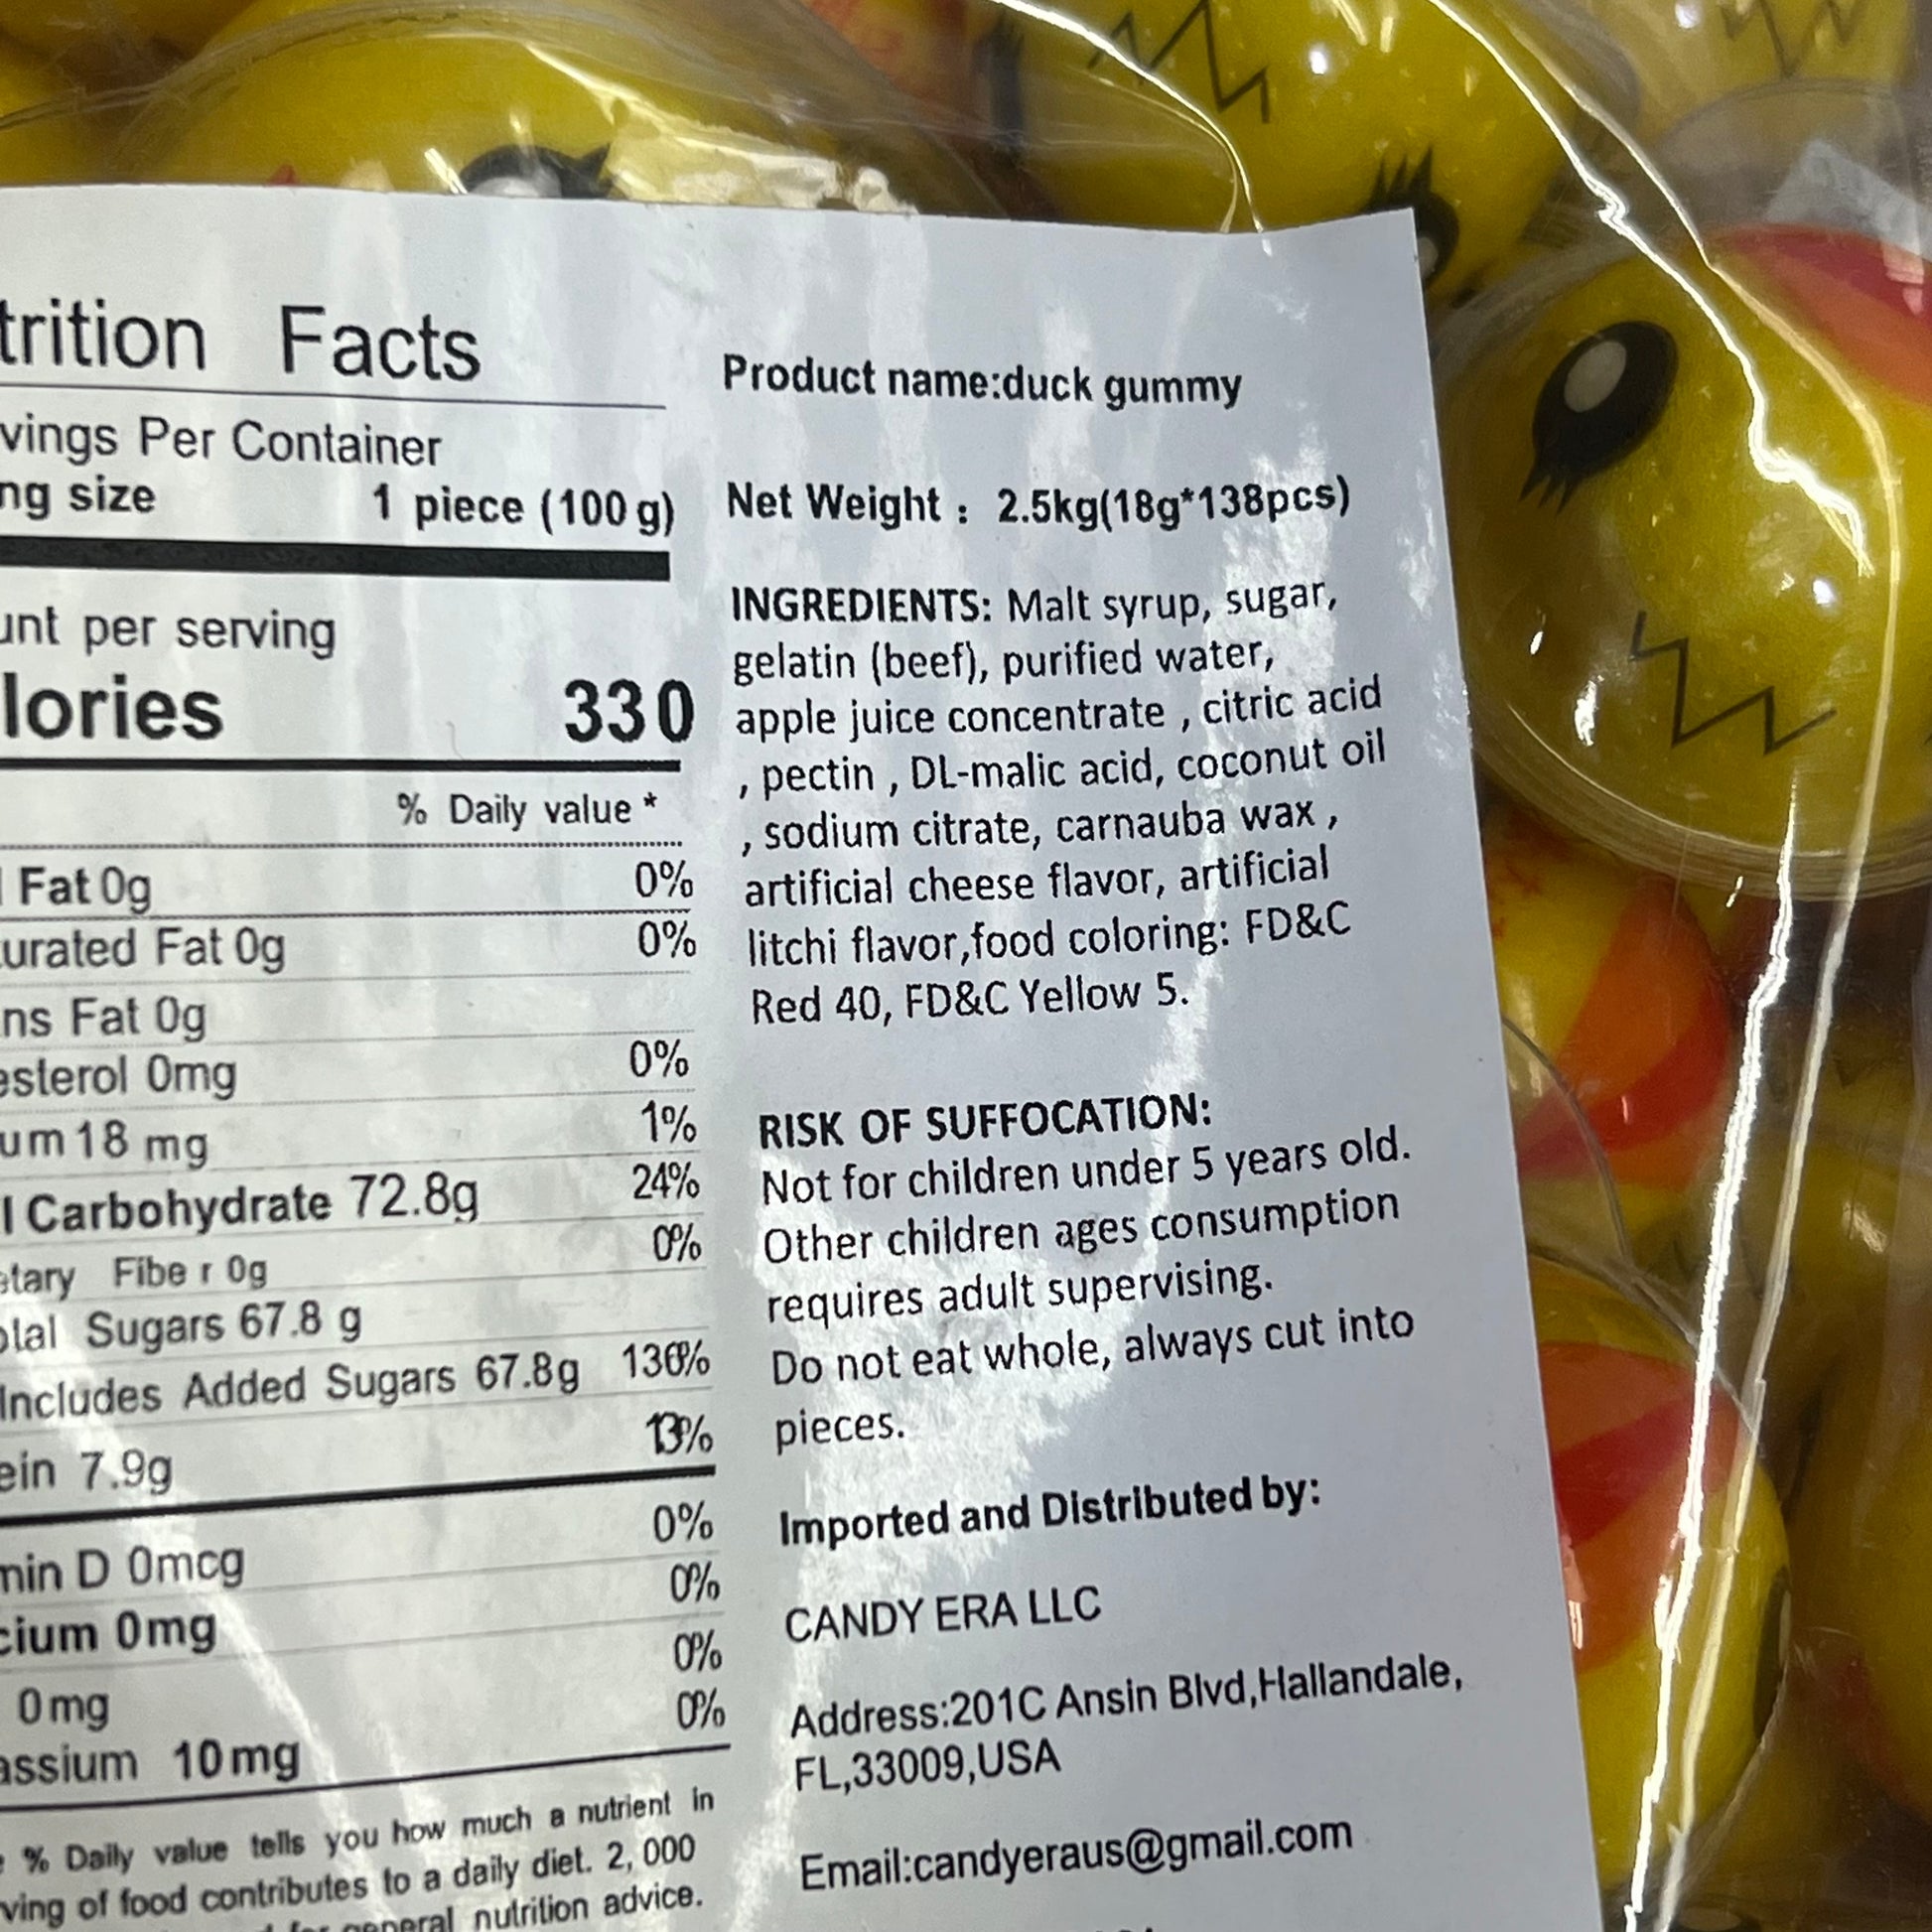 trition Facts
vings Per Container
ng size 1 piece (100 g)
unt per serving
lories 330
% Daily value *
l Fat 0g 0%
urated Fat 0g 0%
ns Fat 0g
esterol 0mg 0%
um 18 mg 1%
l Carbohydrate 72.8g 24%
etary Fibe r 0g 0%
olal Sugars 67.8 g
Includes Added Sugars 67.8g 136%
ein 7.9g 13%
min D 0mcg 0%
cium 0mg 0%
0mg 0%
assium 10mg 0%
% Daily value tells you how much a nutrient in
ving of food contributes to a daily diet. 2, 000
general nutrition advice.
Product name:duck gummy
Net Weight : 2.5kg(18g*138pcs)
INGREDIENTS: Malt syrup, sugar,
gelatin (beef), purified water,
apple juice concentrate , citric acid
, pectin , DL-malic acid, coconut oil
, sodium citrate, carnauba wax ,
artificial cheese flavor, artificial
litchi flavor,food coloring: FD&C
Red 40, FD&C Yellow 5.
RISK OF SUFFOCATION:
Not for children under 5 years old.
Other children ages consumption
requires adult supervising.
Do not eat whole, always cut into
pieces.
Imported and Distributed by:
CANDY ERA LLC
Address:201C Ansin Blvd,Hallandale,
FL,33009,USA
Email:candyeraus@gmail.com